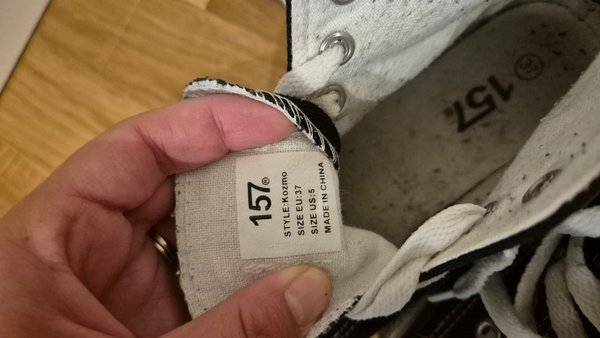 157®
STYLE:Kozmo
SIZE EU:37
SIZE US:5
MADE IN CHINA
157®